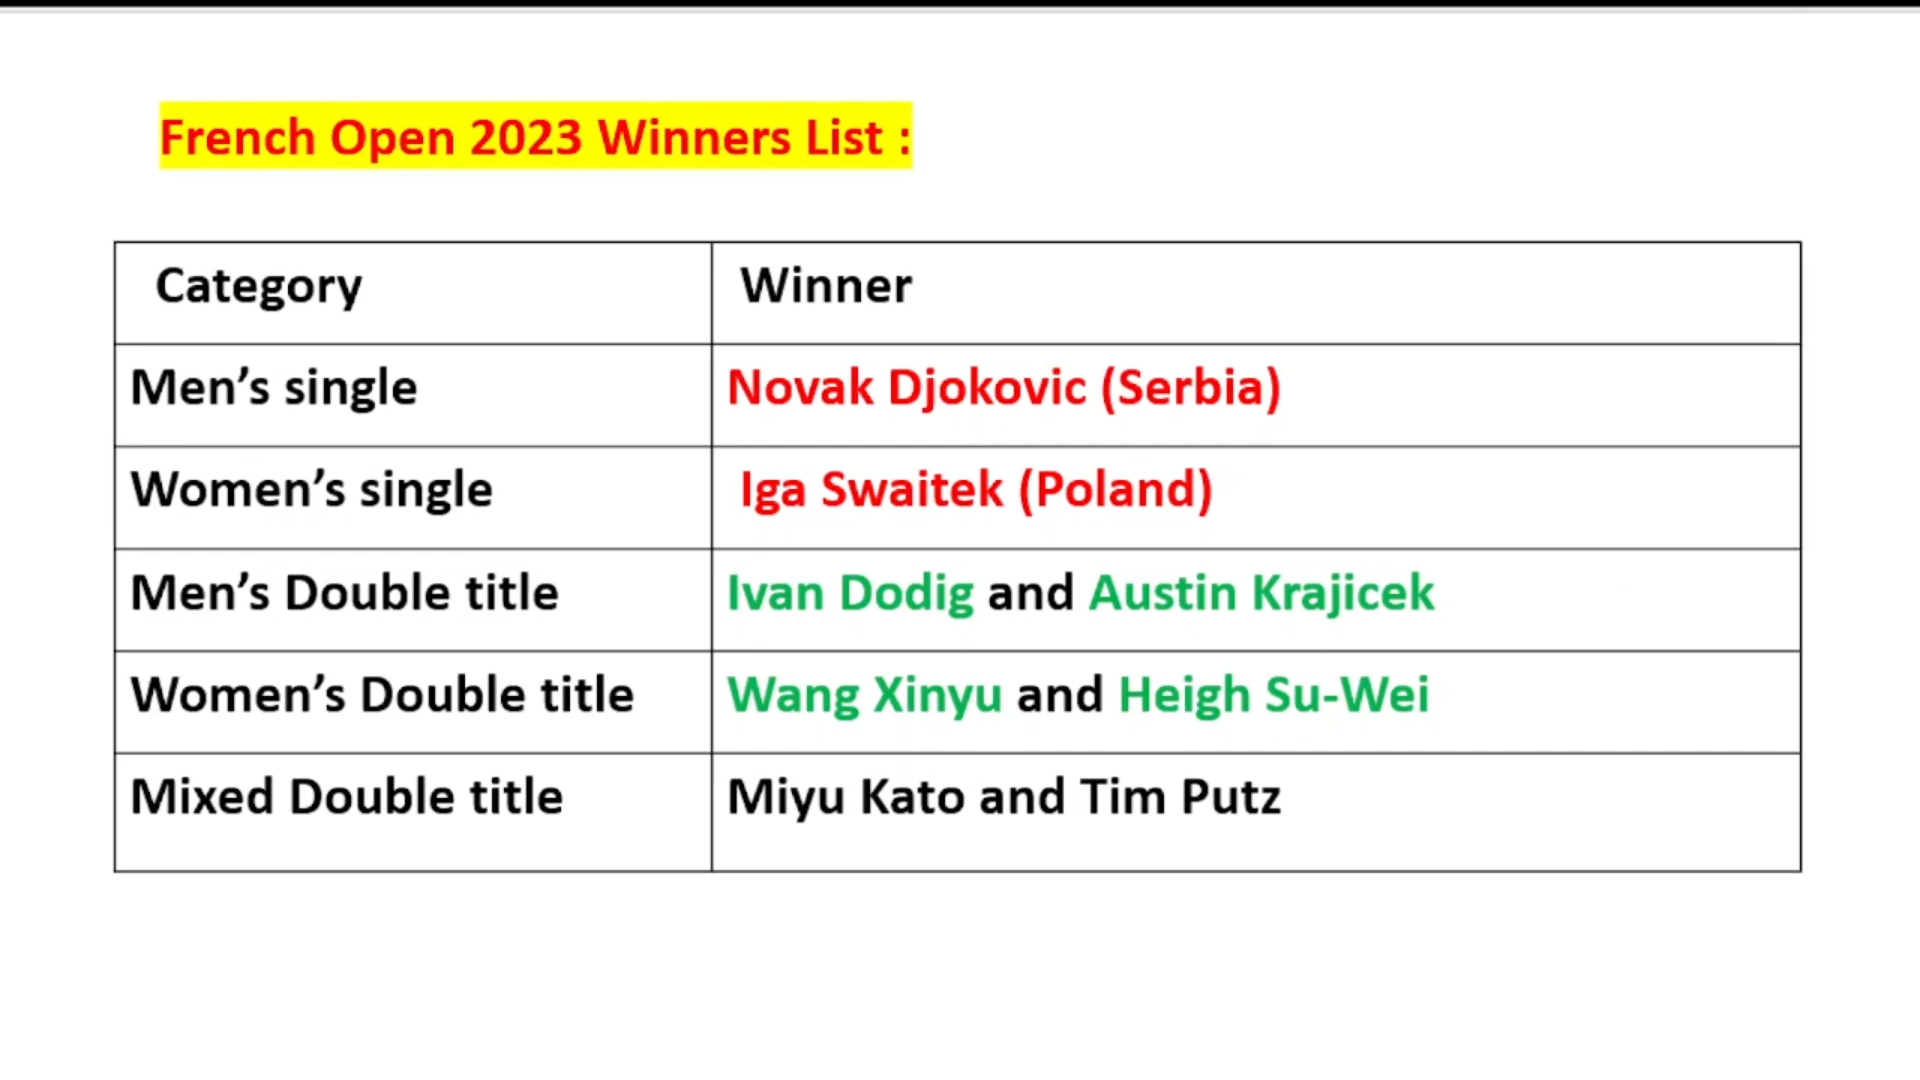 French Open 2023 Winners List :
Category Winner
Men’s single Novak Djokovic (Serbia)
Women’s single Iga Swaitek (Poland)
Men’s Double title Ivan Dodig and Austin Krajicek
Women’s Double title Wang Xinyu and Heigh Su-Wei
Mixed Double title Miyu Kato and Tim Putz